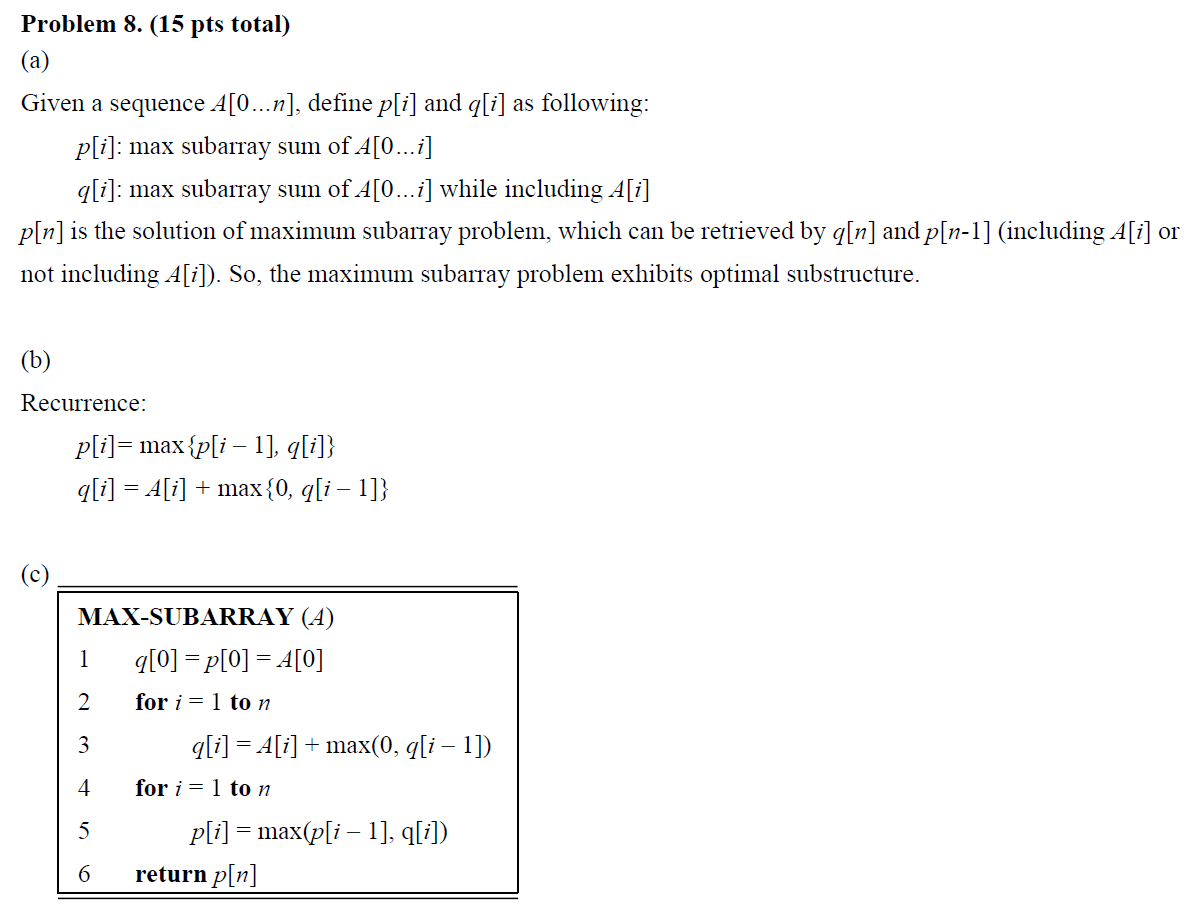 Problem 8. (15 pts total)
(a)
Given a sequence A[0...n], define p[i] and q[i] as following:
p[i]: max subarray sum of A[0...i]
q[i]: max subarray sum of A[0...i] while including A[i]
p[n] is the solution of maximum subarray problem, which can be retrieved by q[n] and p[n-1] (including A[i] or
not including A[i]). So, the maximum subarray problem exhibits optimal substructure.
(b)
Recurrence:
p[i]= max{p[i – 1], q[i]}
q[i] = A[i] + max{0, q[i – 1]}
(c)
MAX-SUBARRAY (A)
1 q[0] = p[0] = A[0]
2 for i = 1 to n
3 q[i] = A[i] + max(0, q[i – 1])
4 for i = 1 to n
5 p[i] = max(p[i – 1], q[i])
6 return p[n]